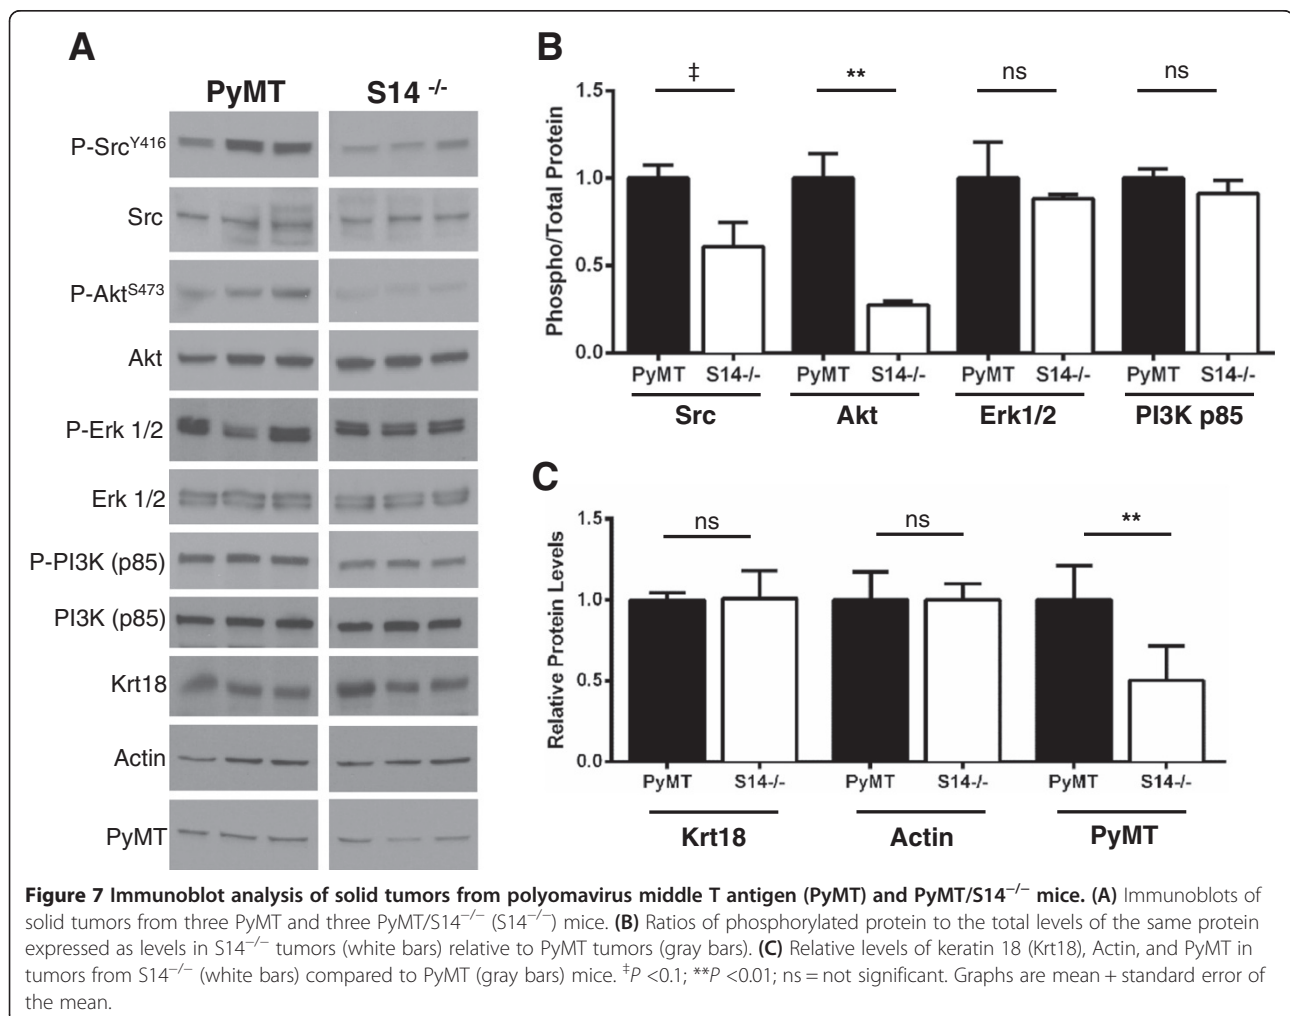 A
PyMT S14 -/-
P-SrcY416
Src
P-AktS473
Akt
P-Erk 1/2
Erk 1/2
P-PI3K (p85)
PI3K (p85)
Krt18
Actin
PyMT
B
‡ ** ns ns
Phospho/Total Protein
1.5
1.0
0.5
0.0
PyMT S14-/- PyMT S14-/- PyMT S14-/- PyMT S14-/-
Src Akt Erk1/2 PI3K p85
C
ns ns **
Relative Protein Levels
1.5
1.0
0.5
0.0
PyMT S14-/- PyMT S14-/- PyMT S14-/-
Krt18 Actin PyMT
Figure 7 Immunoblot analysis of solid tumors from polyomavirus middle T antigen (PyMT) and PyMT/S14−/− mice. (A) Immunoblots of
solid tumors from three PyMT and three PyMT/S14−/− (S14−/−) mice. (B) Ratios of phosphorylated protein to the total levels of the same protein
expressed as levels in S14−/− tumors (white bars) relative to PyMT tumors (gray bars). (C) Relative levels of keratin 18 (Krt18), Actin, and PyMT in
tumors from S14−/− (white bars) compared to PyMT (gray bars) mice. ‡P <0.1; **P <0.01; ns = not significant. Graphs are mean + standard error of
the mean.